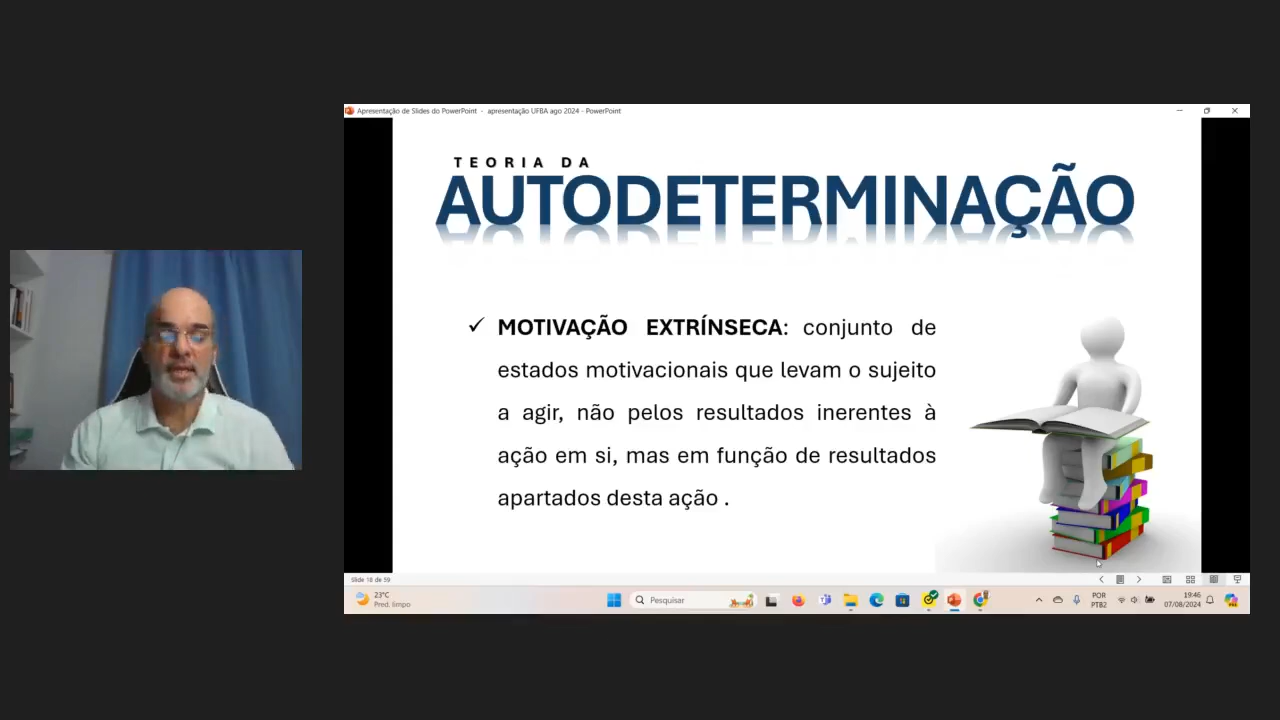 Apresentação de Slides do PowerPoint - apresentação UFBA ago 2024 - PowerPoint
TEORIA DA
AUTODETERMINAÇÃO
✓ MOTIVAÇÃO EXTRÍNSECA: conjunto de
estados motivacionais que levam o sujeito
a agir, não pelos resultados inerentes à
ação em si, mas em função de resultados
apartados desta ação .
Slide 18 de 59
23°C
Pred. limpo
Pesquisar
POR
PTB2
19:46
07/08/2024